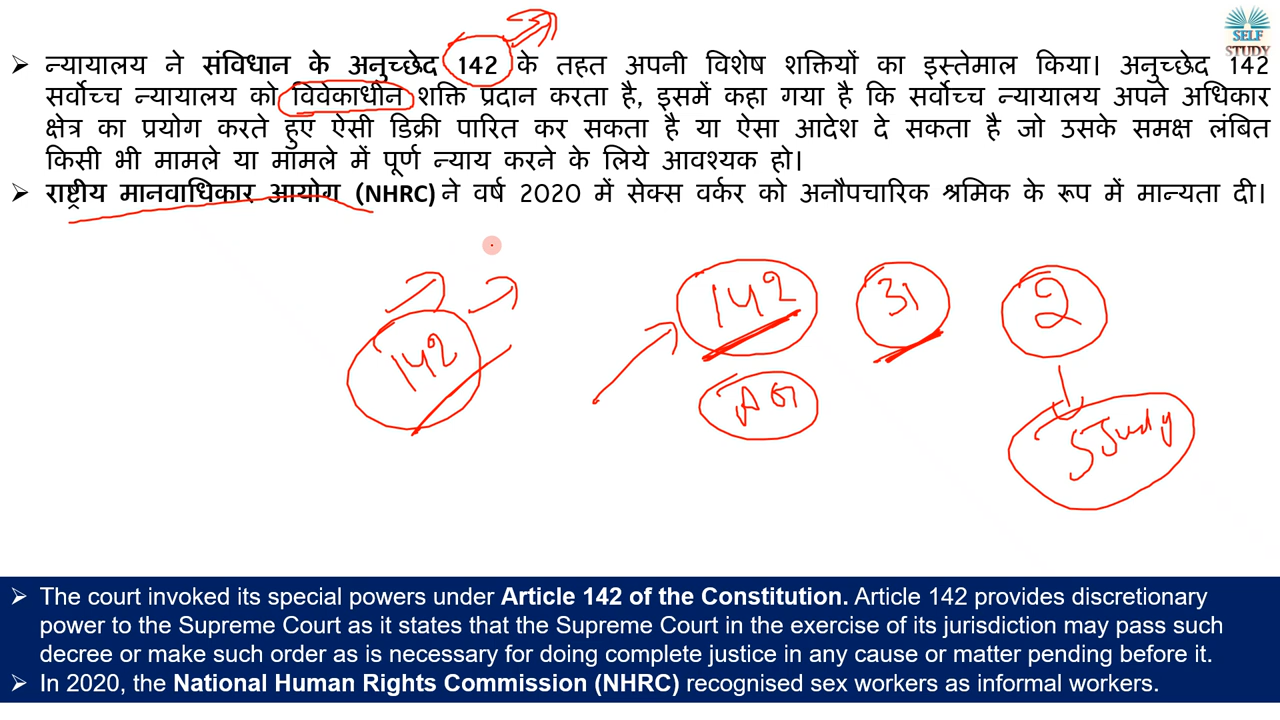 SELF
STUDY
➢ न्यायालय ने संविधान के अनुच्छेद 142 के तहत अपनी विशेष शक्तियों का इस्तेमाल किया। अनुच्छेद 142
सर्वोच्च न्यायालय को विवेकाधीन शक्ति प्रदान करता है, इसमें कहा गया है कि सर्वोच्च न्यायालय अपने अधिकार
क्षेत्र का प्रयोग करते हुए ऐसी डिक्री पारित कर सकता है या ऐसा आदेश दे सकता है जो उसके समक्ष लंबित
किसी भी मामले या मामले में पूर्ण न्याय करने के लिये आवश्यक हो।
➢ राष्ट्रीय मानवाधिकार आयोग (NHRC) ने वर्ष 2020 में सेक्स वर्कर को अनौपचारिक श्रमिक के रूप में मान्यता दी।
142 31 2
142
AG
Study
➢ The court invoked its special powers under Article 142 of the Constitution. Article 142 provides discretionary
power to the Supreme Court as it states that the Supreme Court in the exercise of its jurisdiction may pass such
decree or make such order as is necessary for doing complete justice in any cause or matter pending before it.
➢ In 2020, the National Human Rights Commission (NHRC) recognised sex workers as informal workers.